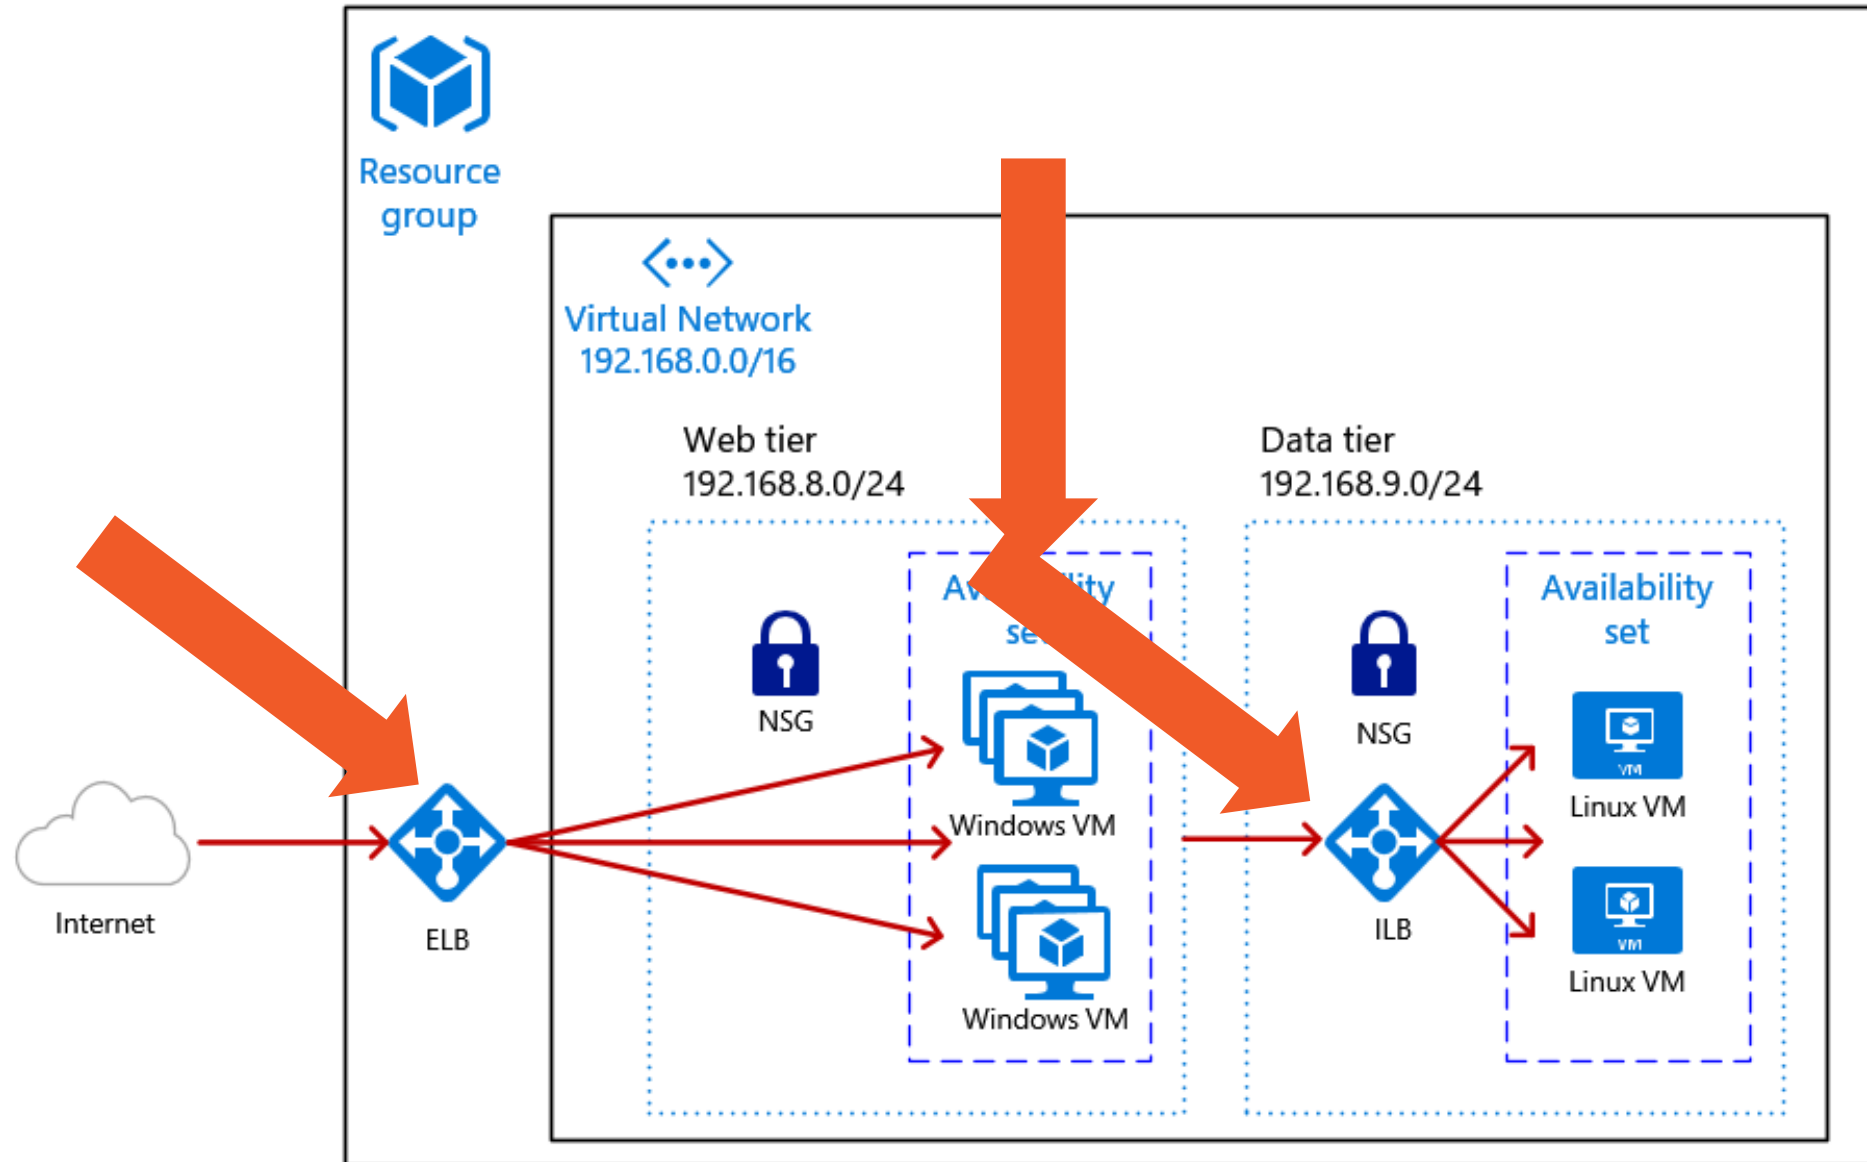 Resource
group
Virtual Network
192.168.0.0/16
Web tier
192.168.8.0/24
Data tier
192.168.9.0/24
Availability
set
NSG
NSG
VM
Linux VM
Windows VM
VM
Linux VM
Windows VM
Internet
ELB
ILB